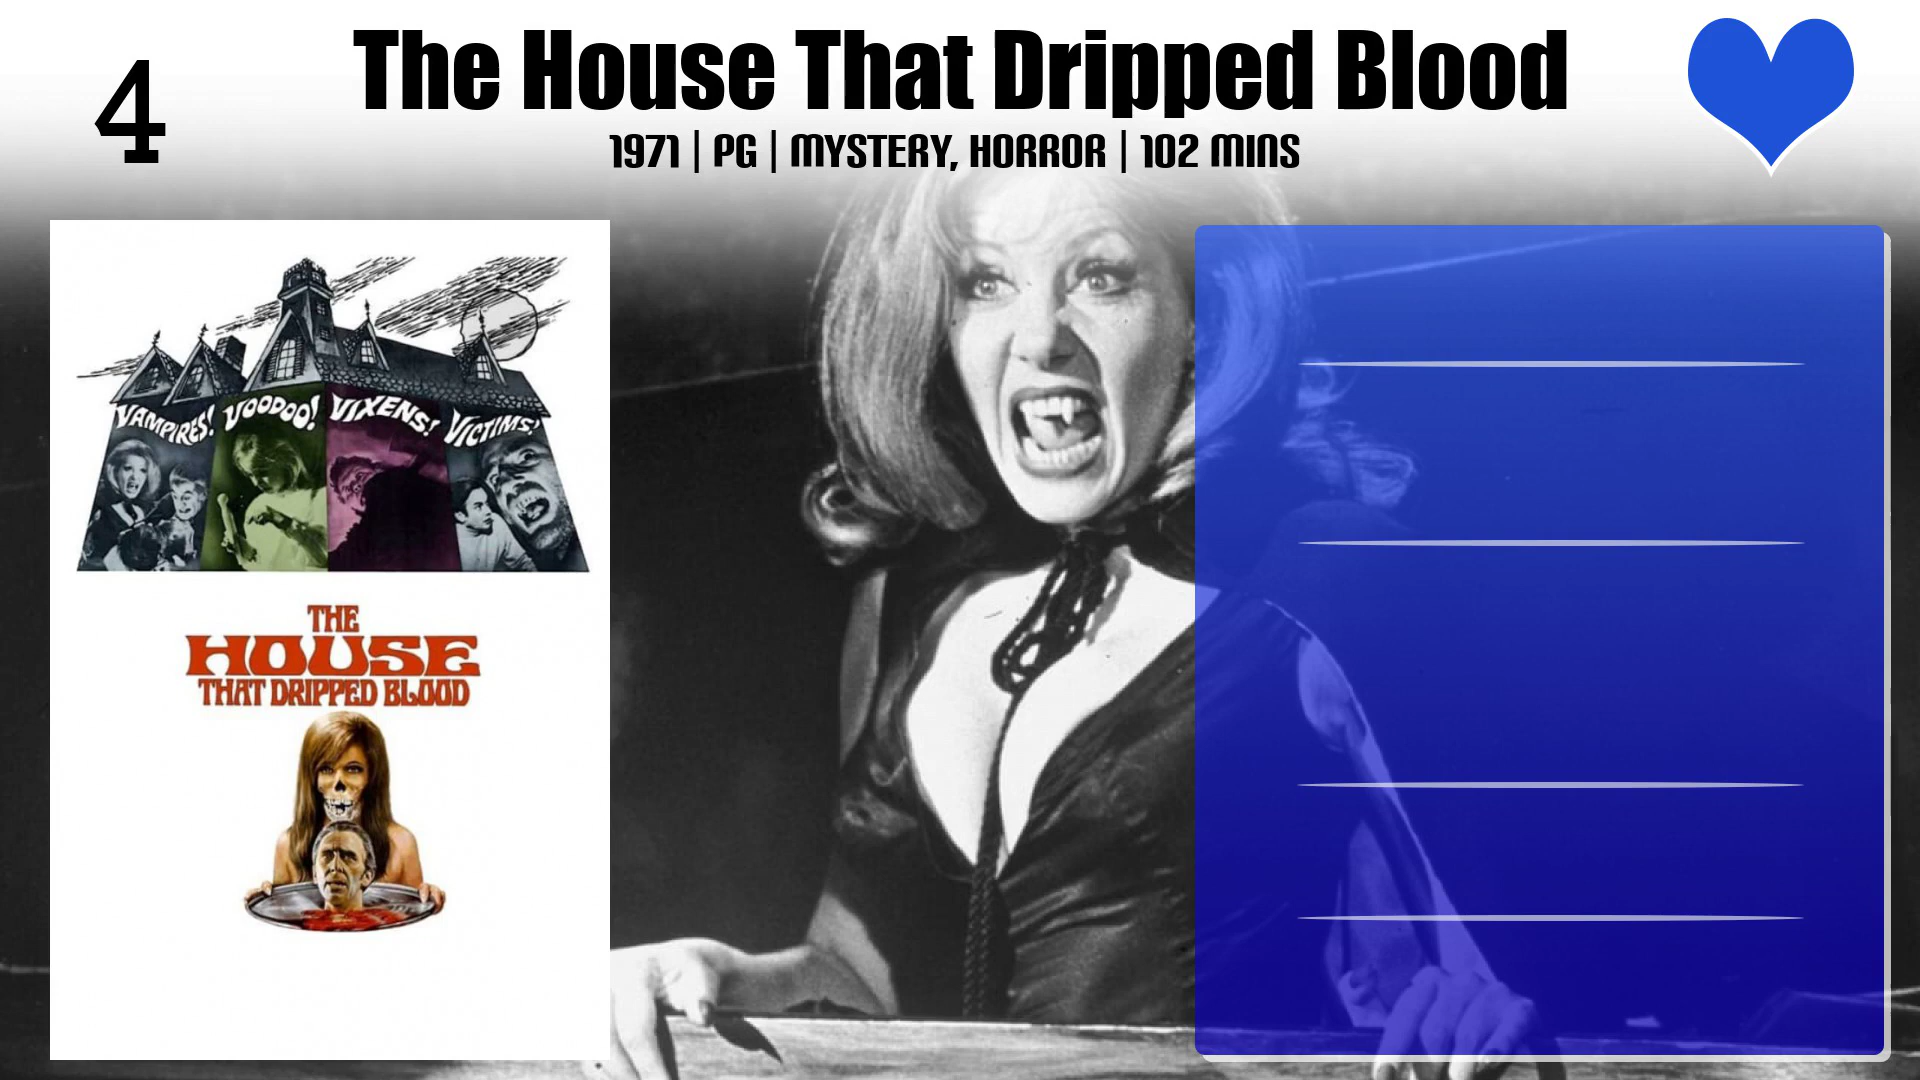 4
The House That Dripped Blood
1971 | PG | MYSTERY, HORROR | 102 MINS
VAMPIRES! VOODOO! VIXENS! VICTIMS!
THE
HOUSE
THAT DRIPPED BLOOD